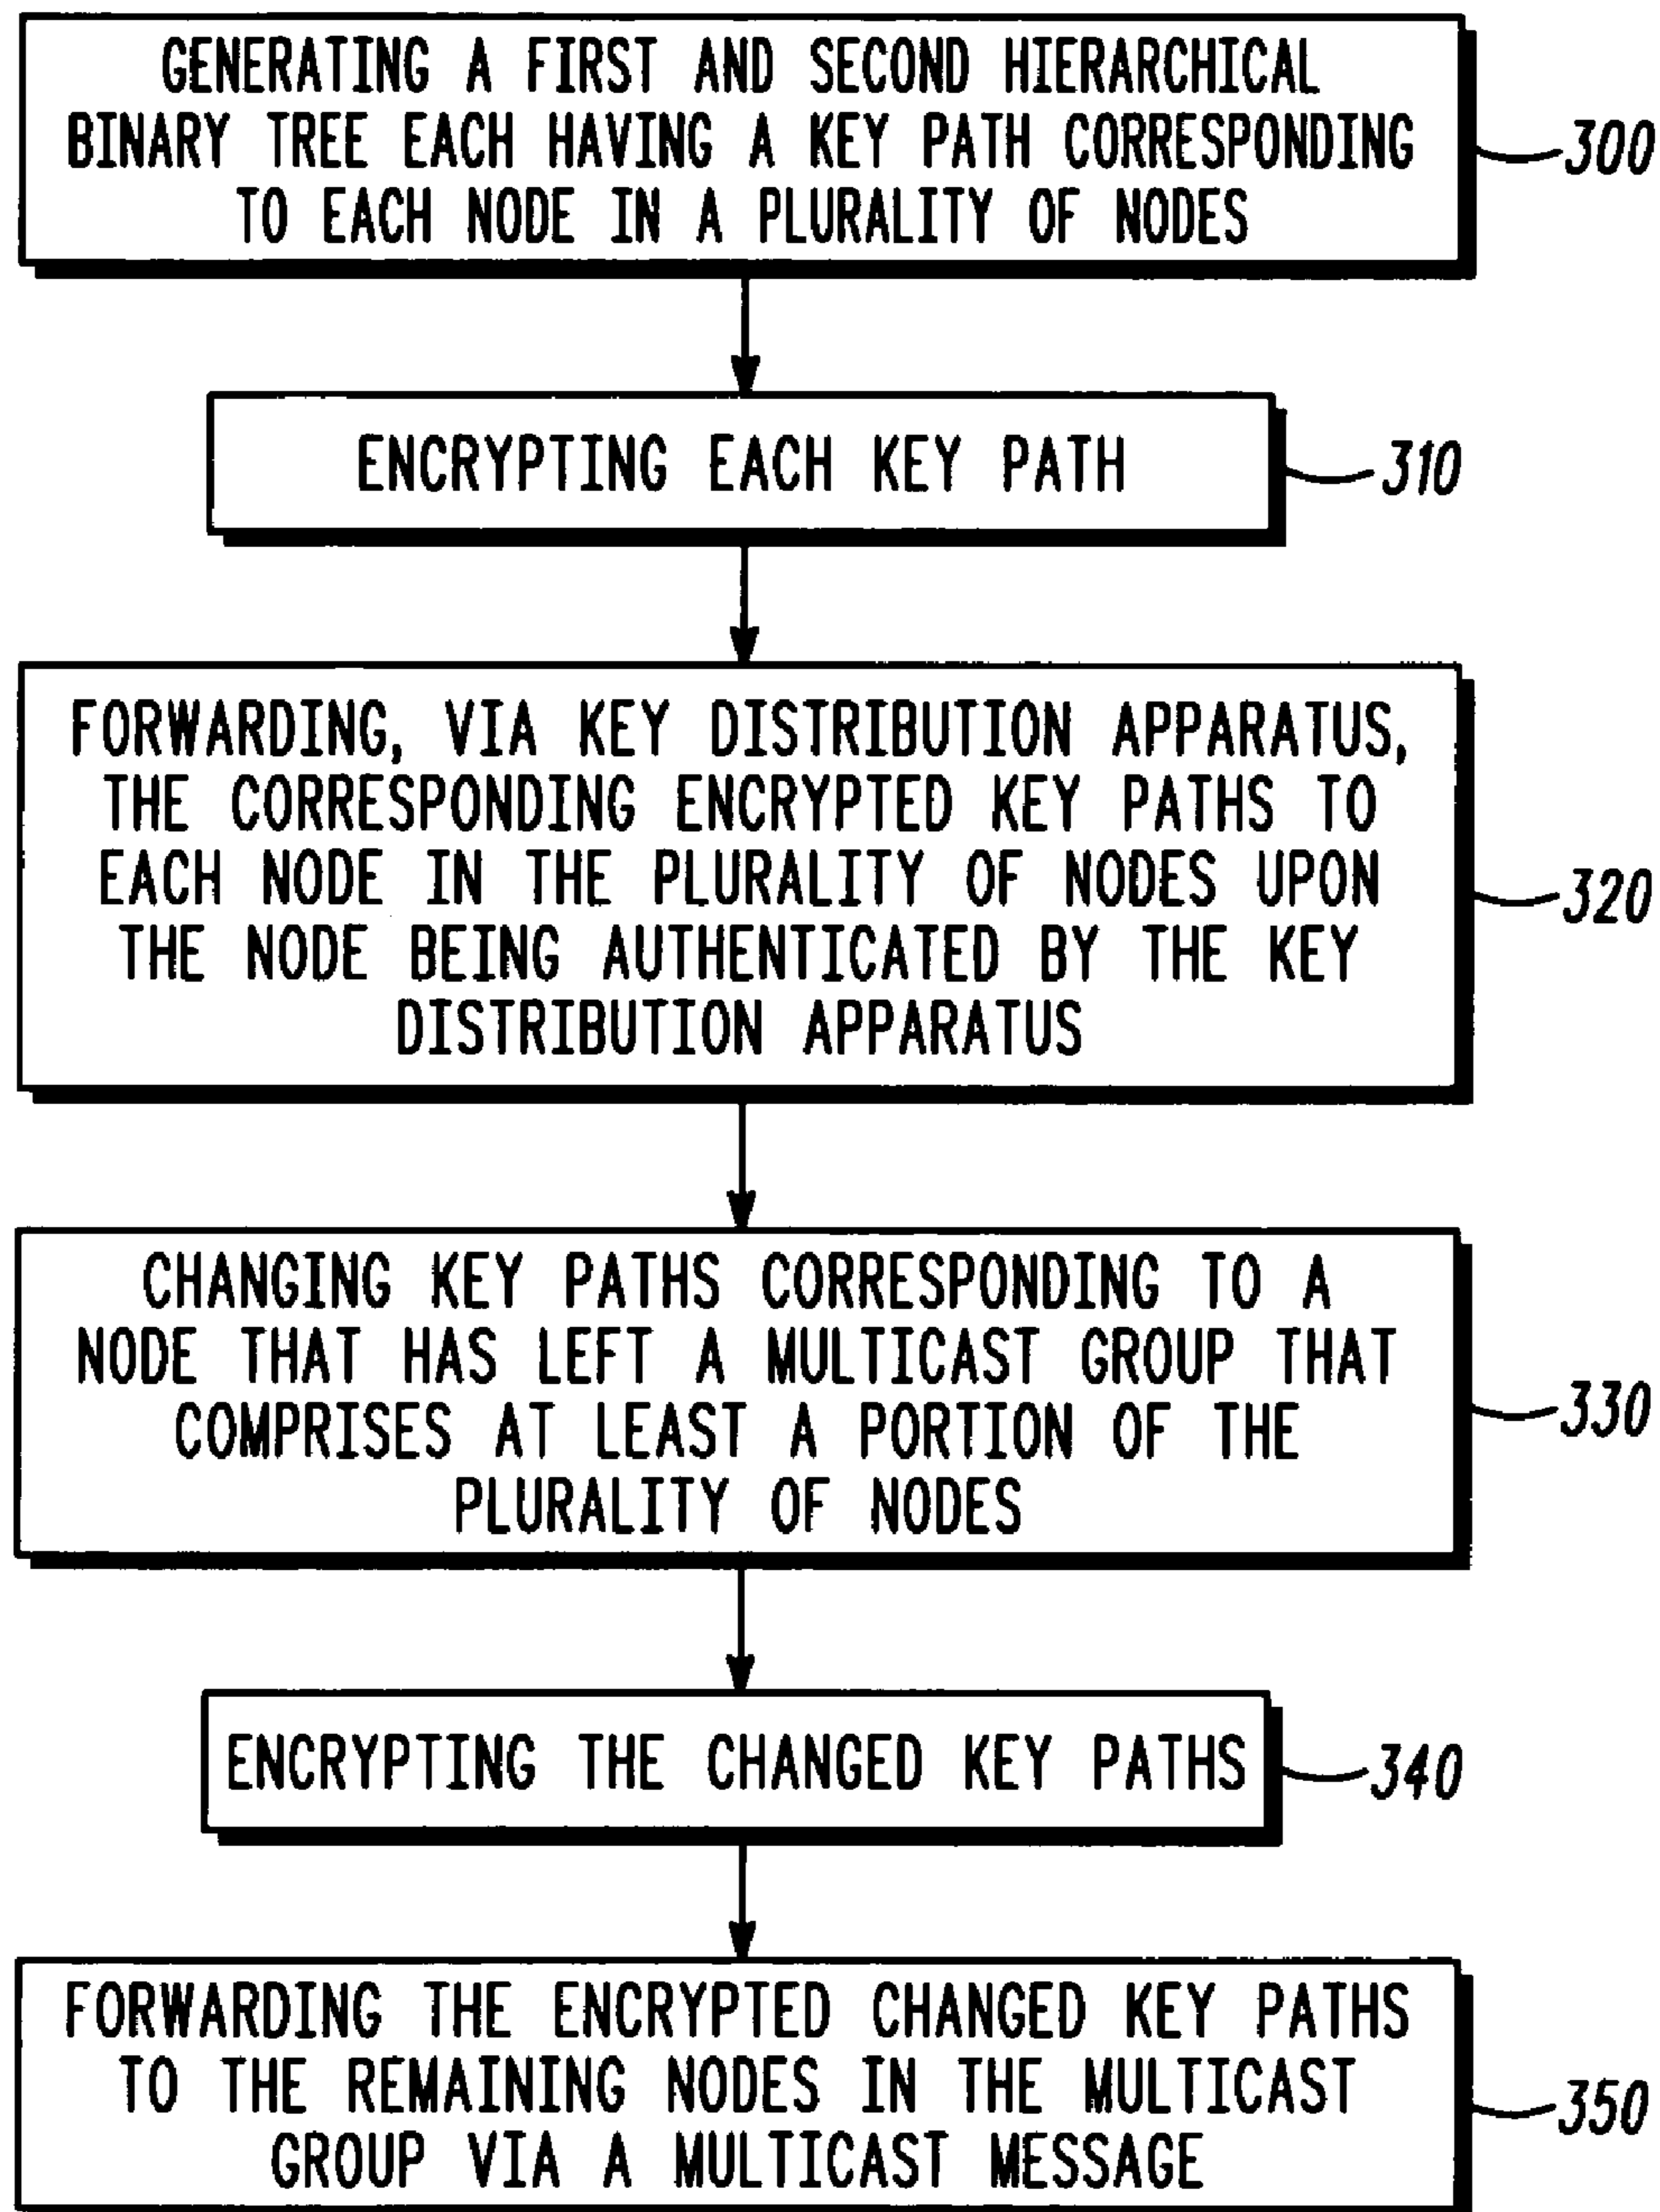 GENERATING A FIRST AND SECOND HIERARCHICAL
BINARY TREE EACH HAVING A KEY PATH CORRESPONDING
TO EACH NODE IN A PLURALITY OF NODES
300
ENCRYPTING EACH KEY PATH
310
FORWARDING, VIA KEY DISTRIBUTION APPARATUS,
THE CORRESPONDING ENCRYPTED KEY PATHS TO
EACH NODE IN THE PLURALITY OF NODES UPON
THE NODE BEING AUTHENTICATED BY THE KEY
DISTRIBUTION APPARATUS
320
CHANGING KEY PATHS CORRESPONDING TO A
NODE THAT HAS LEFT A MULTICAST GROUP THAT
COMPRISES AT LEAST A PORTION OF THE
PLURALITY OF NODES
330
ENCRYPTING THE CHANGED KEY PATHS
340
FORWARDING THE ENCRYPTED CHANGED KEY PATHS
TO THE REMAINING NODES IN THE MULTICAST
GROUP VIA A MULTICAST MESSAGE
350